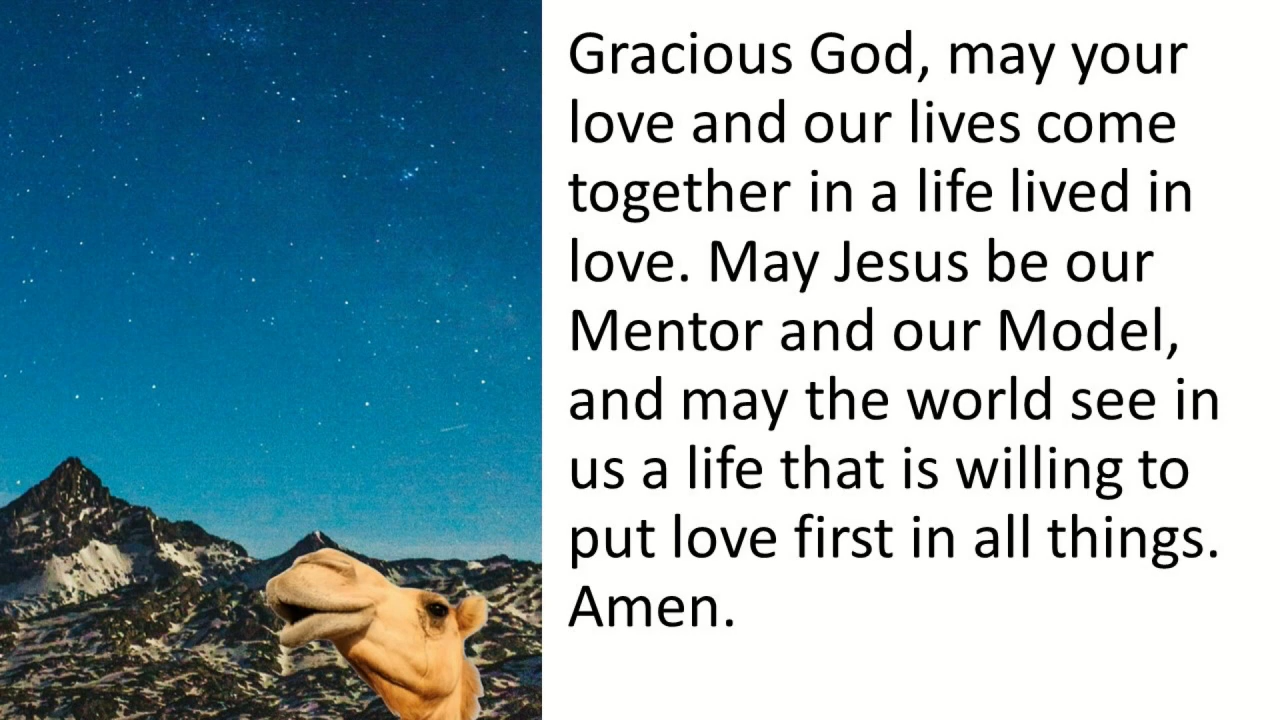 Gracious God, may your
love and our lives come
together in a life lived in
love. May Jesus be our
Mentor and our Model,
and may the world see in
us a life that is willing to
put love first in all things.
Amen.